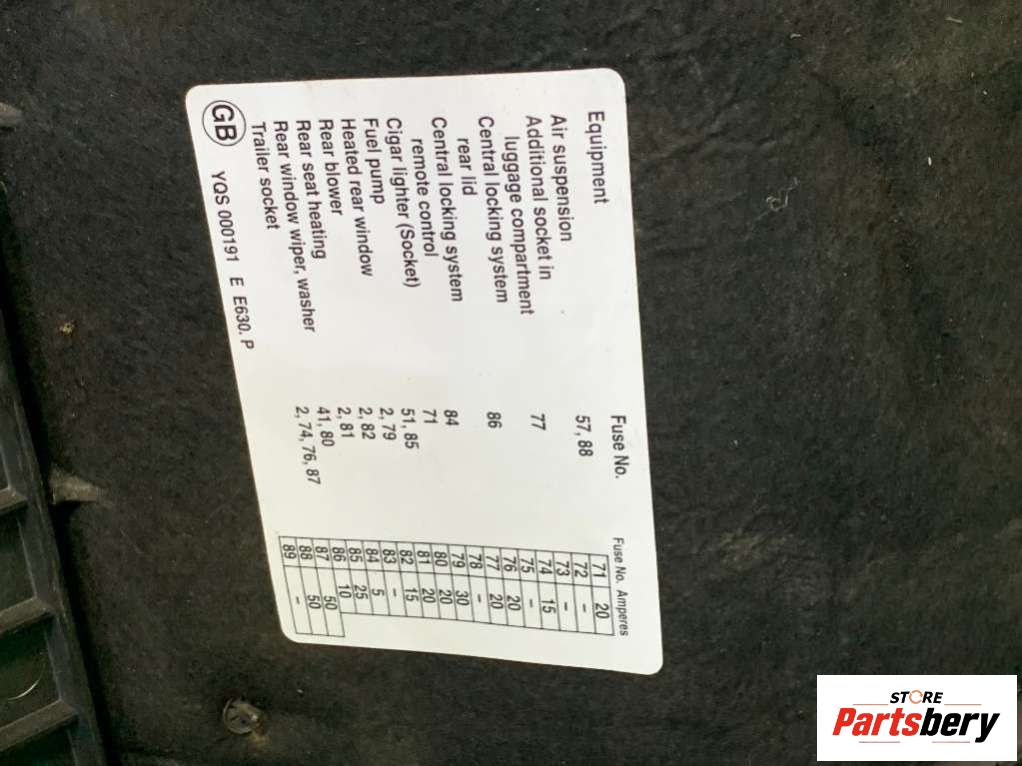 Equipment Fuse No.
Air suspension 57, 88
Additional socket in
luggage compartment 77
Central locking system
rear lid 86
Central locking system
remote control 84
Cigar lighter (Socket) 71
Fuel pump 51, 85
Heated rear window 2, 79
Rear blower 2, 82
Rear seat heating 2, 81
Rear window wiper, washer 41, 80
Trailer socket 2, 74, 76, 87
Fuse No. Amperes
71 20
72 –
73 –
74 15
75 –
76 20
77 20
78 –
79 30
80 20
81 20
82 15
83 –
84 5
85 25
86 10
87 50
88 50
89 –
GB YQS 000191 E E630. P
STORE
Partsbery